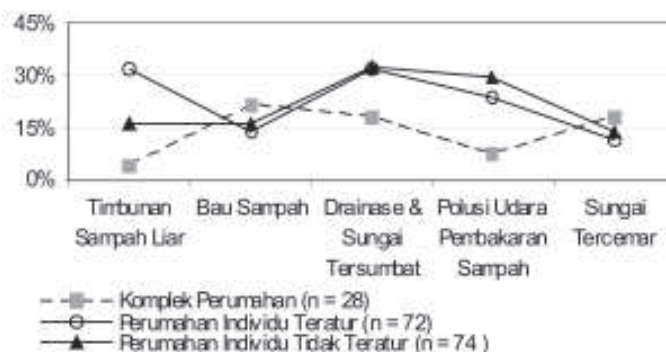 45%
30%
15%
0%
Timbunan Bau Sampah Drainase & Polusi Udara Sungai
Sampah Liar Sungai Pembakaran Tercemar
Tersumbat Sampah
Komplek Perumahan (n = 28)
Perumahan Individu Teratur (n = 72)
Perumahan Individu Tidak Teratur (n = 74 )